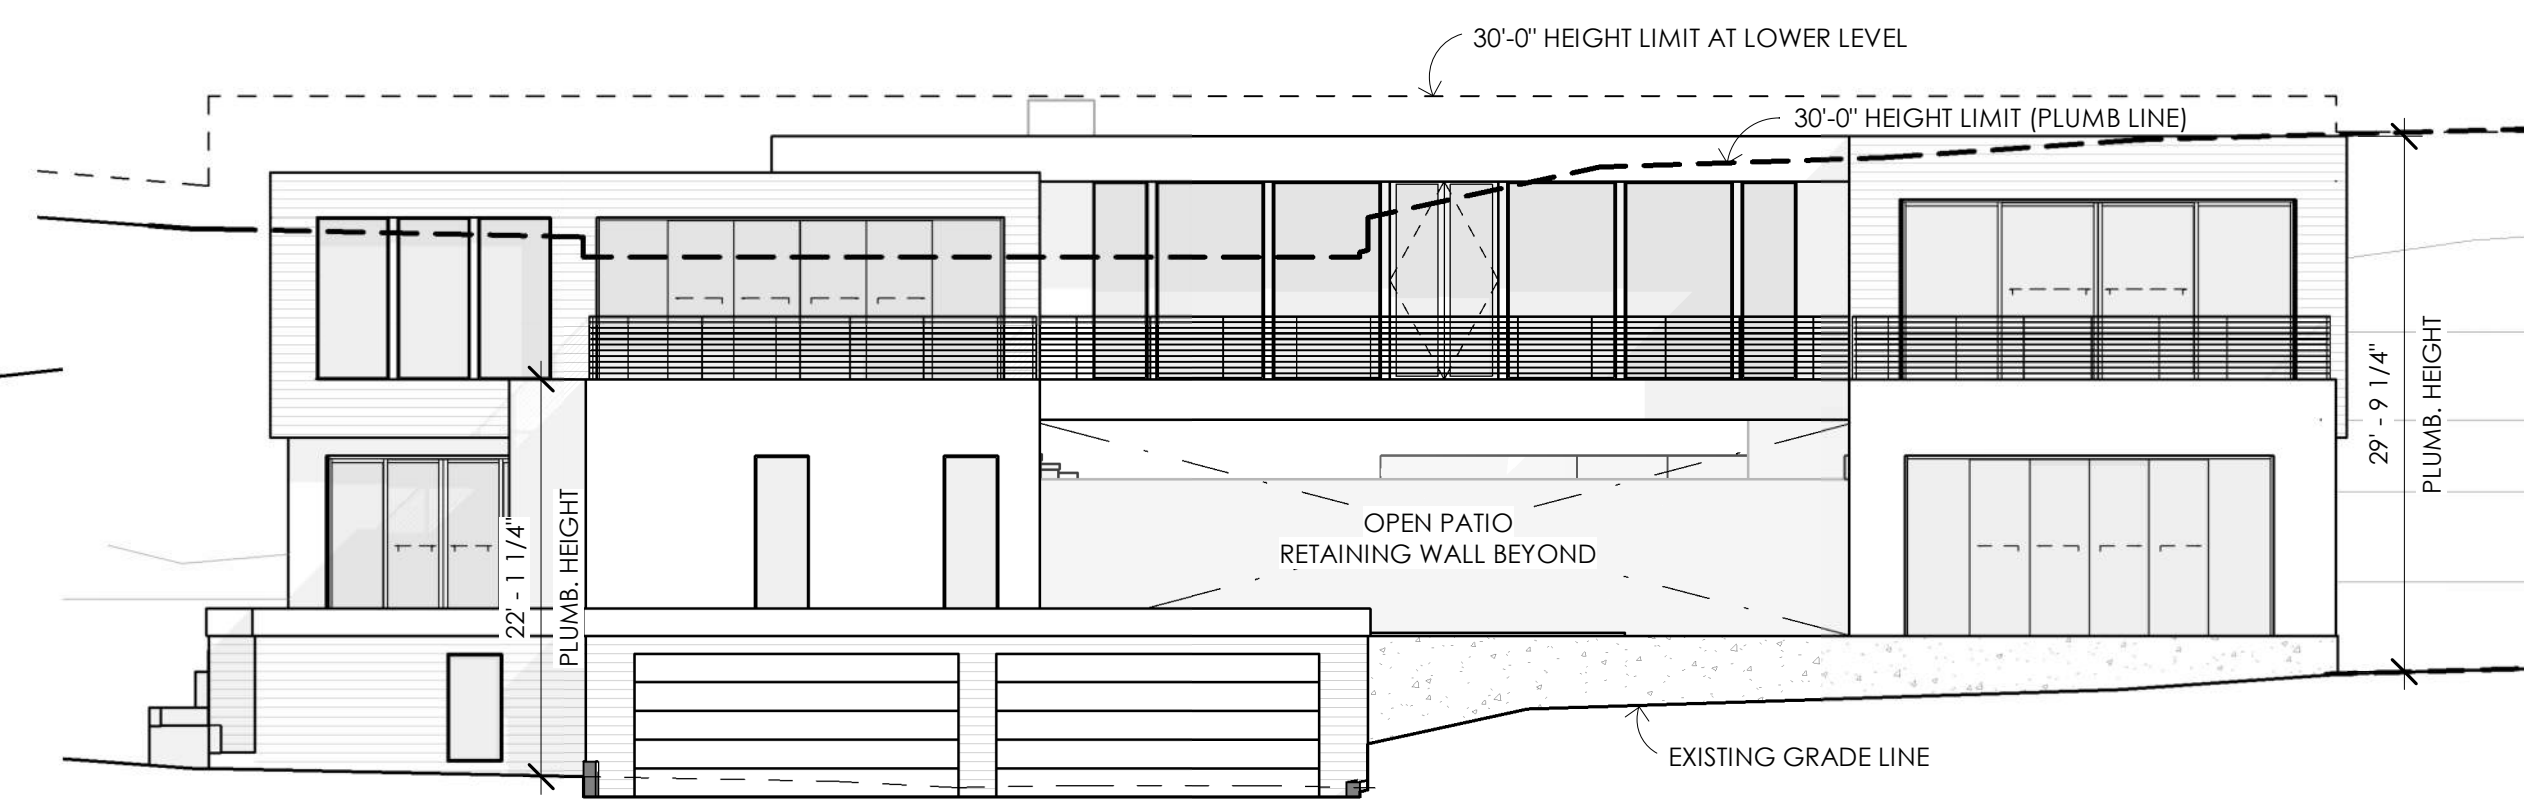 30'-0" HEIGHT LIMIT AT LOWER LEVEL
30'-0" HEIGHT LIMIT (PLUMB LINE)
29' - 9 1/4"
PLUMB. HEIGHT
22' - 1 1/4"
PLUMB. HEIGHT
OPEN PATIO
RETAINING WALL BEYOND
EXISTING GRADE LINE